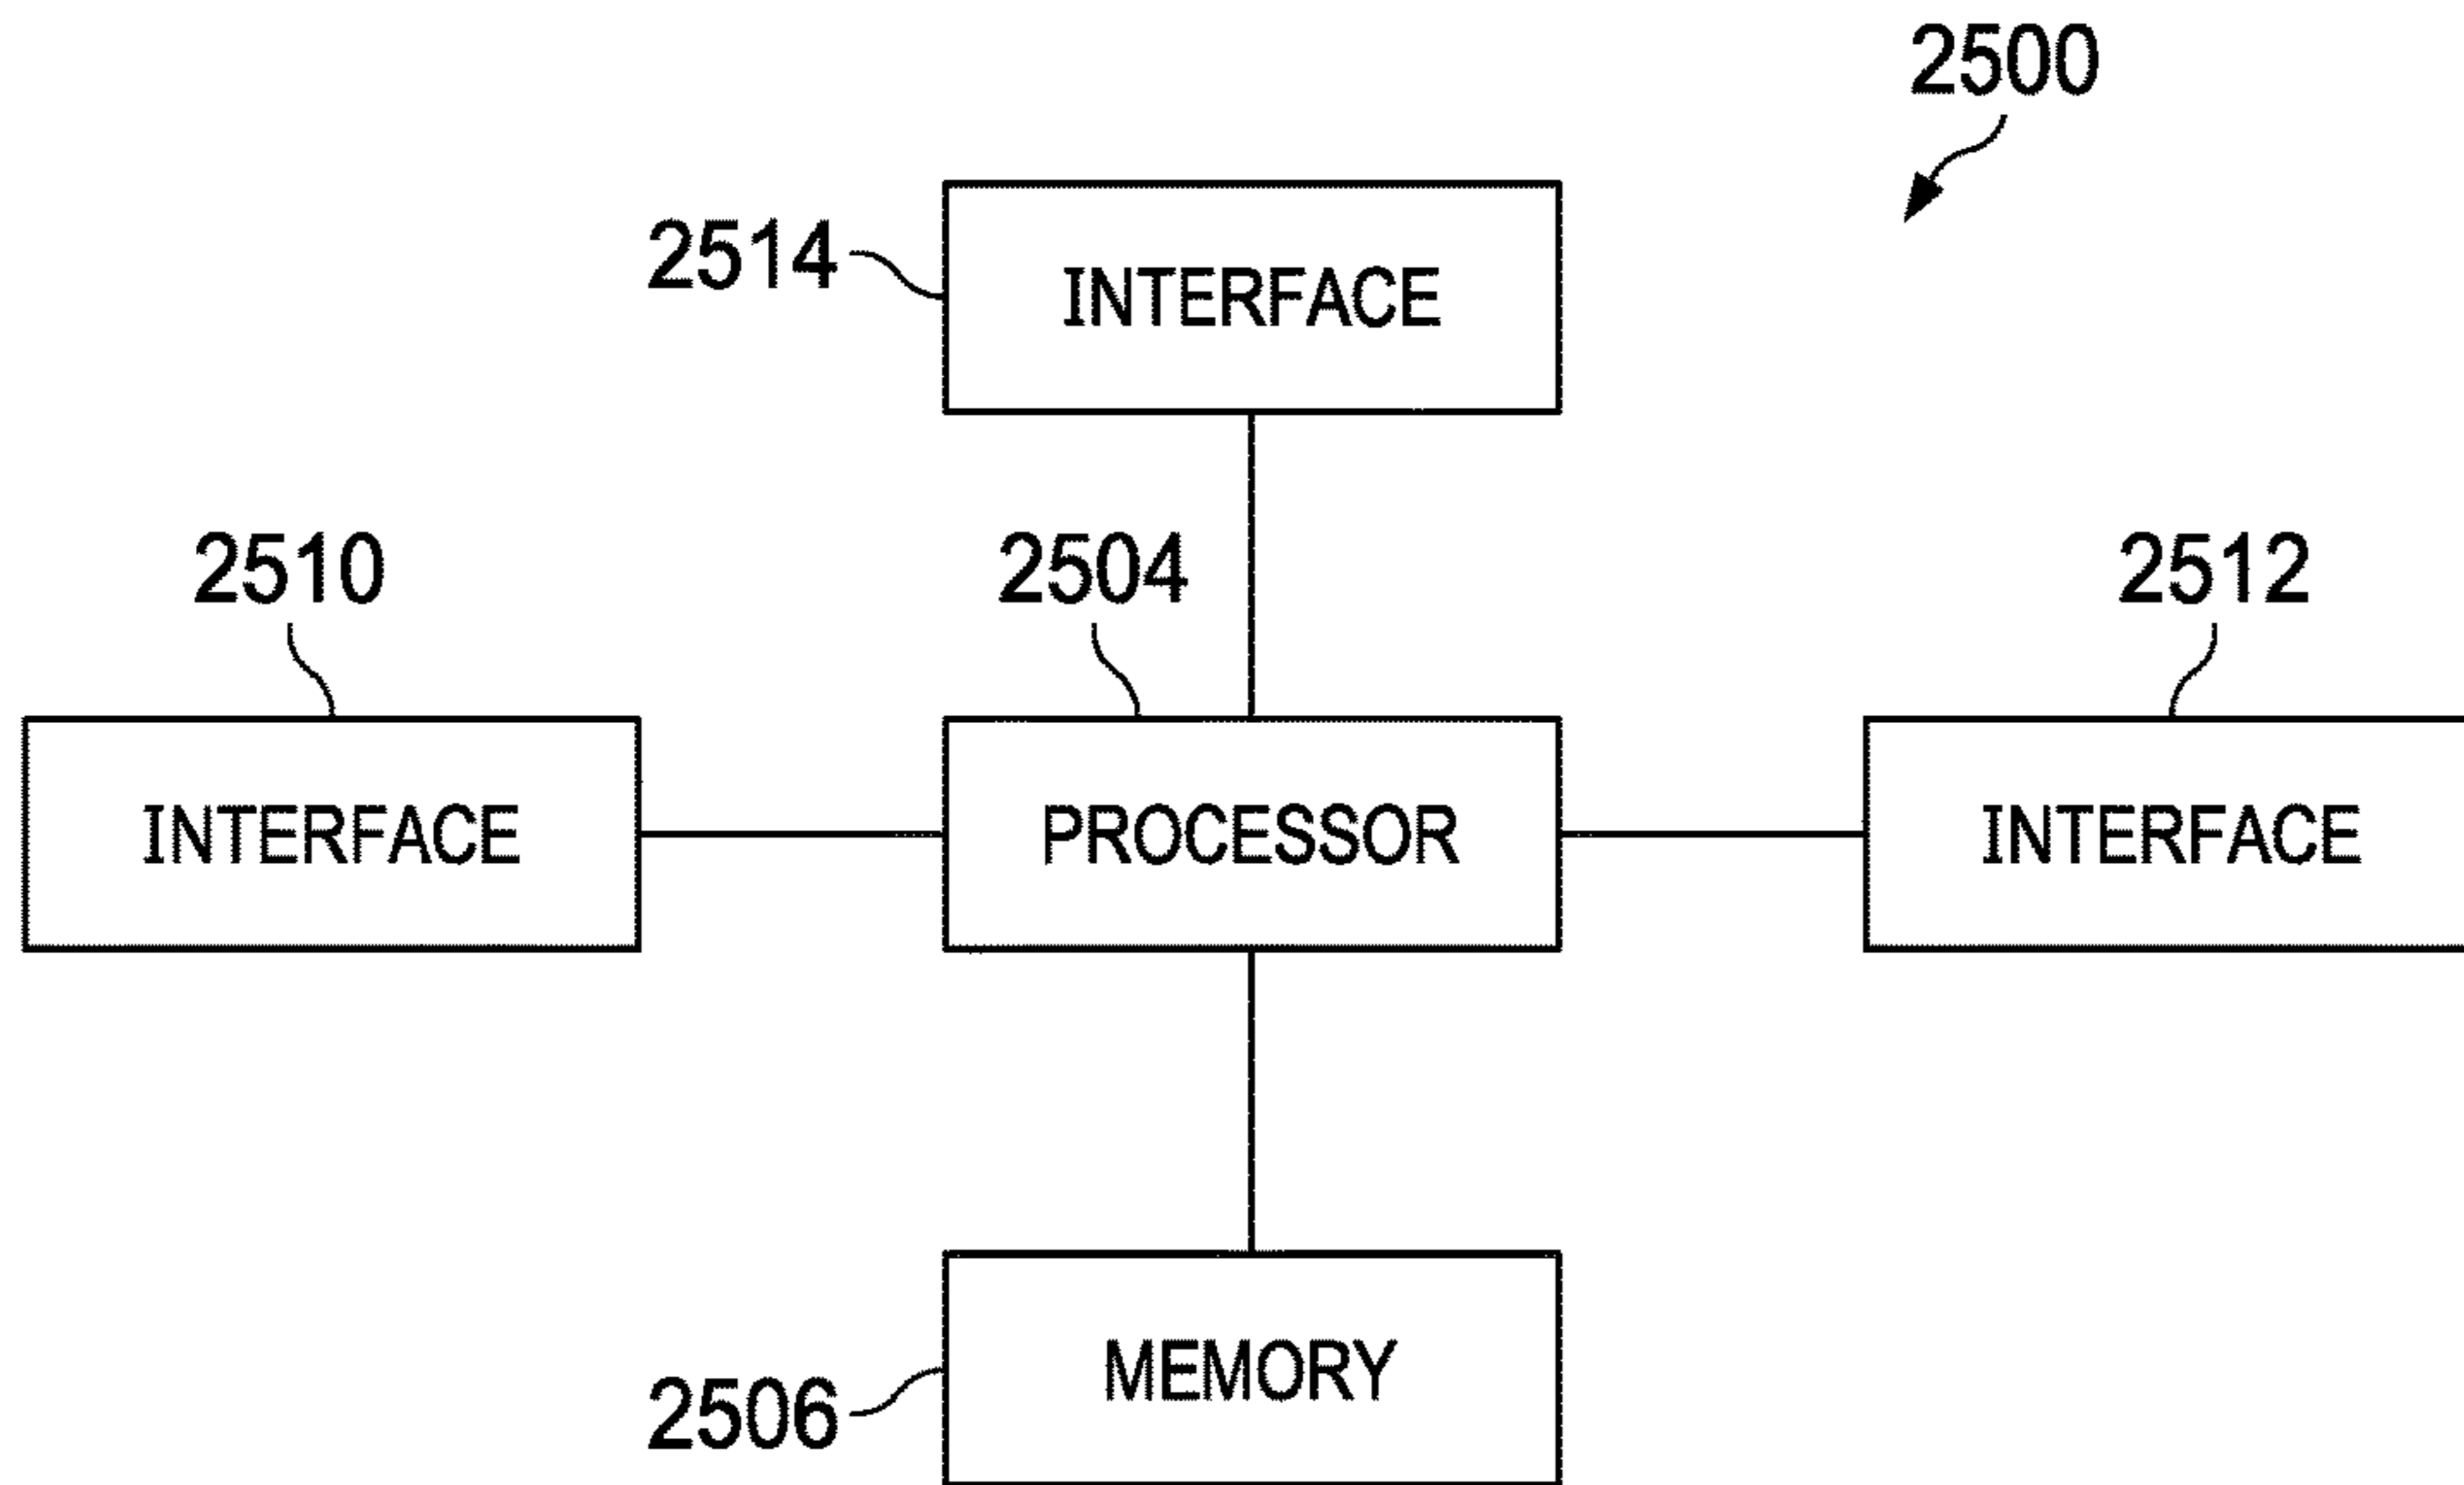 2500
2514
INTERFACE
2510
2504
2512
INTERFACE
PROCESSOR
INTERFACE
MEMORY
2506